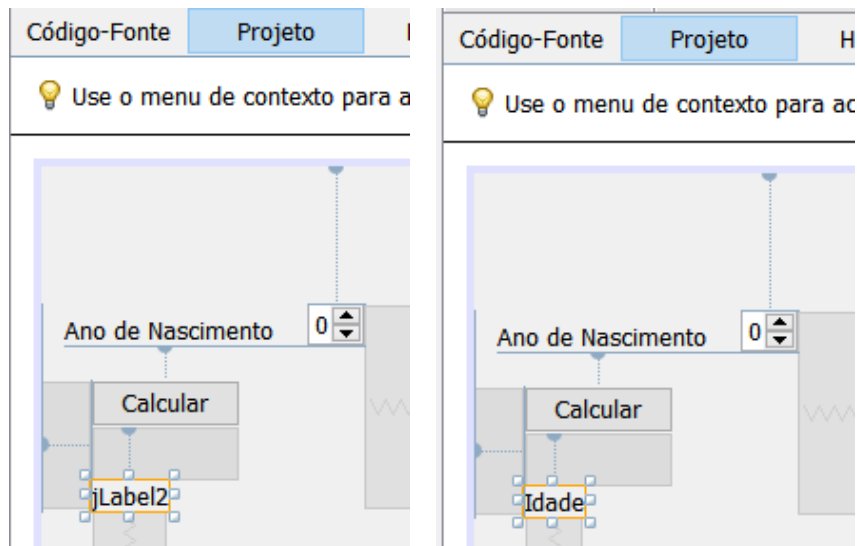 Código-Fonte Projeto
Use o menu de contexto para a
Ano de Nascimento 0
Calcular
jLabel2
Código-Fonte Projeto H
Use o menu de contexto para ac
Ano de Nascimento 0
Calcular
Idade